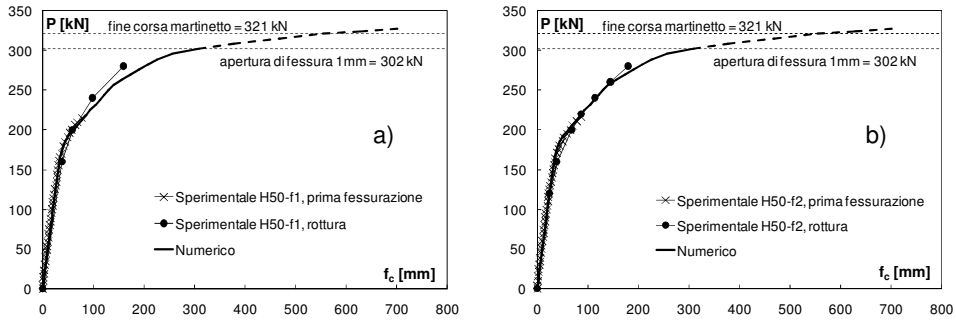 P [kN]
fine corsa martinetto = 321 kN
apertura di fessura 1mm = 302 kN
a)
Sperimentale H50-f1, prima fessurazione
Sperimentale H50-f1, rottura
Numerico
fc [mm]
350
300
250
200
150
100
50
0
0 100 200 300 400 500 600 700 800
P [kN]
fine corsa martinetto = 321 kN
apertura di fessura 1mm = 302 kN
b)
Sperimentale H50-f2, prima fessurazione
Sperimentale H50-f2, rottura
Numerico
fc [mm]
350
300
250
200
150
100
50
0
0 100 200 300 400 500 600 700 800